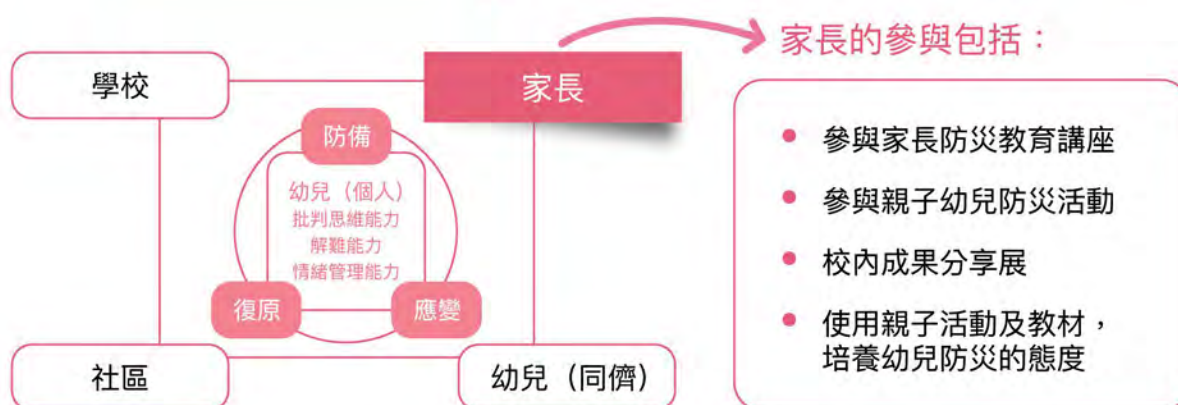 家長的參與包括：
學校
家長
防備
幼兒（個人）
批判思維能力
解難能力
情緒管理能力
復原
應變
社區
幼兒（同儕）
參與家長防災教育講座
參與親子幼兒防災活動
校內成果分享展
使用親子活動及教材，
培養幼兒防災的態度